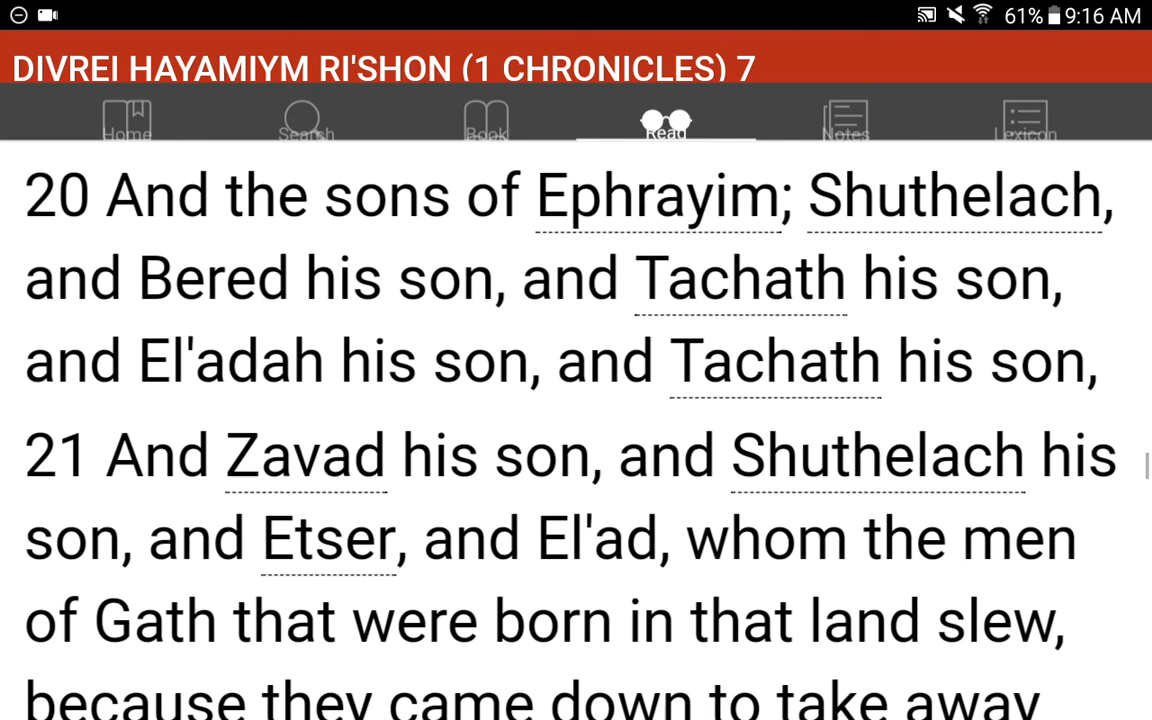 61% 9:16 AM
DIVREI HAYAMIYM RI'SHON (1 CHRONICLES) 7
Home Search Book Read Notes Lexicon
20 And the sons of Ephrayim; Shuthelach,
and Bered his son, and Tachath his son,
and El'adah his son, and Tachath his son,
21 And Zavad his son, and Shuthelach his
son, and Etser, and El'ad, whom the men
of Gath that were born in that land slew,
because they came down to take away